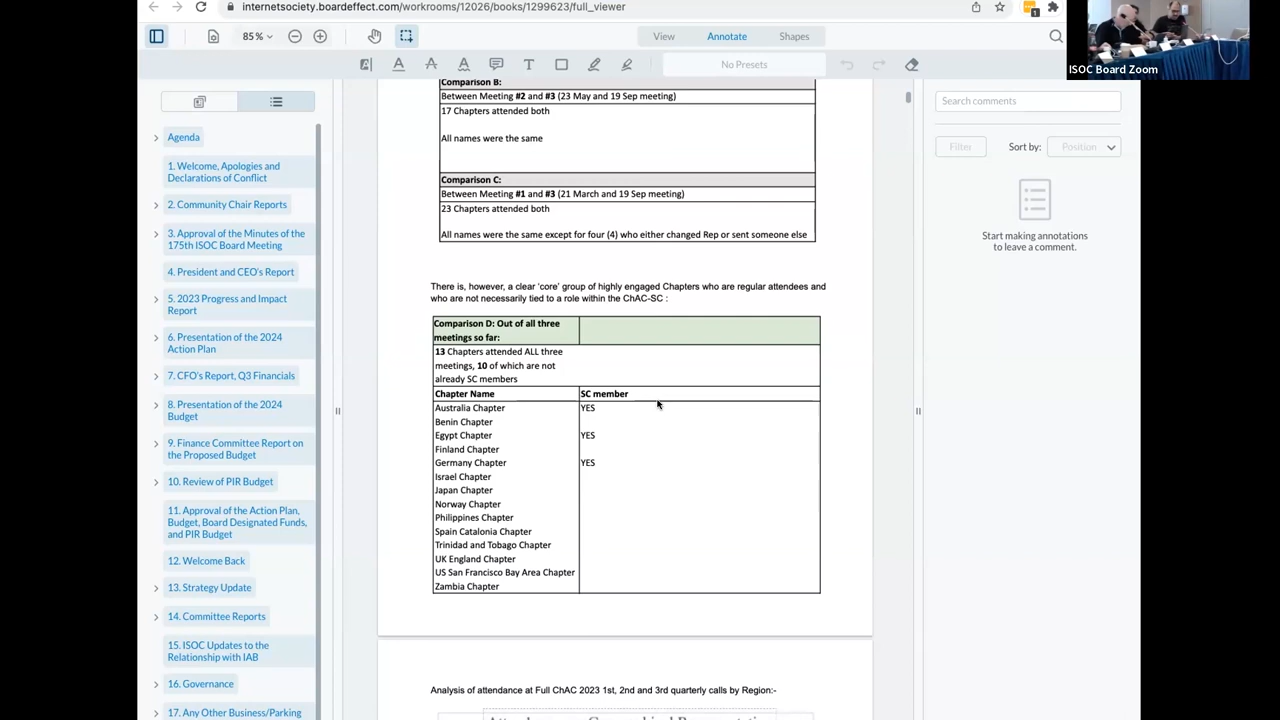 internetsociety.boardeffect.com/workrooms/12026/books/1299623/full_viewer
85%
View
Annotate
Shapes
No Presets
ISOC Board Zoom
Agenda
1. Welcome, Apologies and
Declarations of Conflict
2. Community Chair Reports
3. Approval of the Minutes of the
175th ISOC Board Meeting
4. President and CEO's Report
5. 2023 Progress and Impact
Report
6. Presentation of the 2024
Action Plan
7. CFO's Report, Q3 Financials
8. Presentation of the 2024
Budget
9. Finance Committee Report on
the Proposed Budget
10. Review of PIR Budget
11. Approval of the Action Plan,
Budget, Board Designated Funds,
and PIR Budget
12. Welcome Back
13. Strategy Update
14. Committee Reports
15. ISOC Updates to the
Relationship with IAB
16. Governance
17. Any Other Business/Parking
Comparison B:
Between Meeting #2 and #3 (23 May and 19 Sep meeting)
17 Chapters attended both
All names were the same
Comparison C:
Between Meeting #1 and #3 (21 March and 19 Sep meeting)
23 Chapters attended both
All names were the same except for four (4) who either changed Rep or sent someone else
There is, however, a clear 'core' group of highly engaged Chapters who are regular attendees and
who are not necessarily tied to a role within the ChAC-SC :
Comparison D: Out of all three
meetings so far:
13 Chapters attended ALL three
meetings, 10 of which are not
already SC members
Chapter Name SC member
Australia Chapter YES
Benin Chapter
Egypt Chapter YES
Finland Chapter
Germany Chapter YES
Israel Chapter
Japan Chapter
Norway Chapter
Philippines Chapter
Spain Catalonia Chapter
Trinidad and Tobago Chapter
UK England Chapter
US San Francisco Bay Area Chapter
Zambia Chapter
Analysis of attendance at Full ChAC 2023 1st, 2nd and 3rd quarterly calls by Region:-
Search comments
Filter
Sort by:
Position
Start making annotations
to leave a comment.